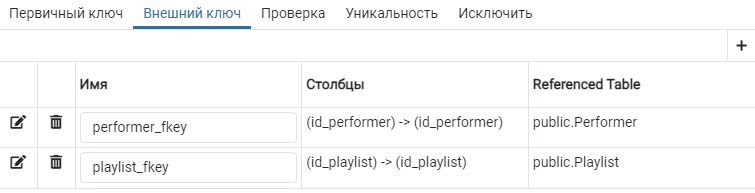 Первичный ключ Внешний ключ Проверка Уникальность Исключить
+
Имя Столбцы Referenced Table
performer_fkey (id_performer) -> (id_performer) public.Performer
playlist_fkey (id_playlist) -> (id_playlist) public.Playlist